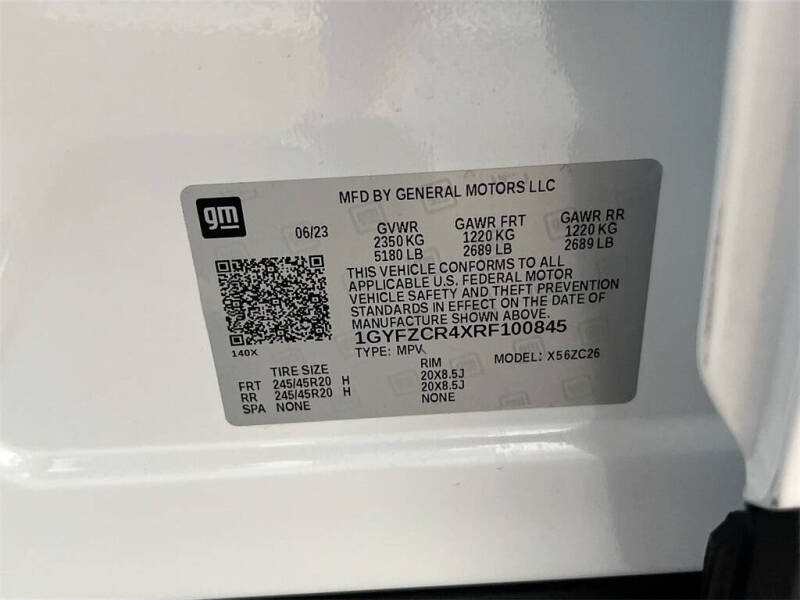 MFD BY GENERAL MOTORS LLC
gm
06/23
GVWR GAWR FRT GAWR RR
2350 KG 1220 KG 1220 KG
5180 LB 2689 LB 2689 LB
THIS VEHICLE CONFORMS TO ALL
APPLICABLE U.S. FEDERAL MOTOR
VEHICLE SAFETY AND THEFT PREVENTION
STANDARDS IN EFFECT ON THE DATE OF
MANUFACTURE SHOWN ABOVE.
1GYFZCR4XRF100845
140X
TYPE: MPV MODEL: X56ZC26
TIRE SIZE RIM
FRT 245/45R20 H 20X8.5J
RR 245/45R20 H 20X8.5J
SPA NONE NONE